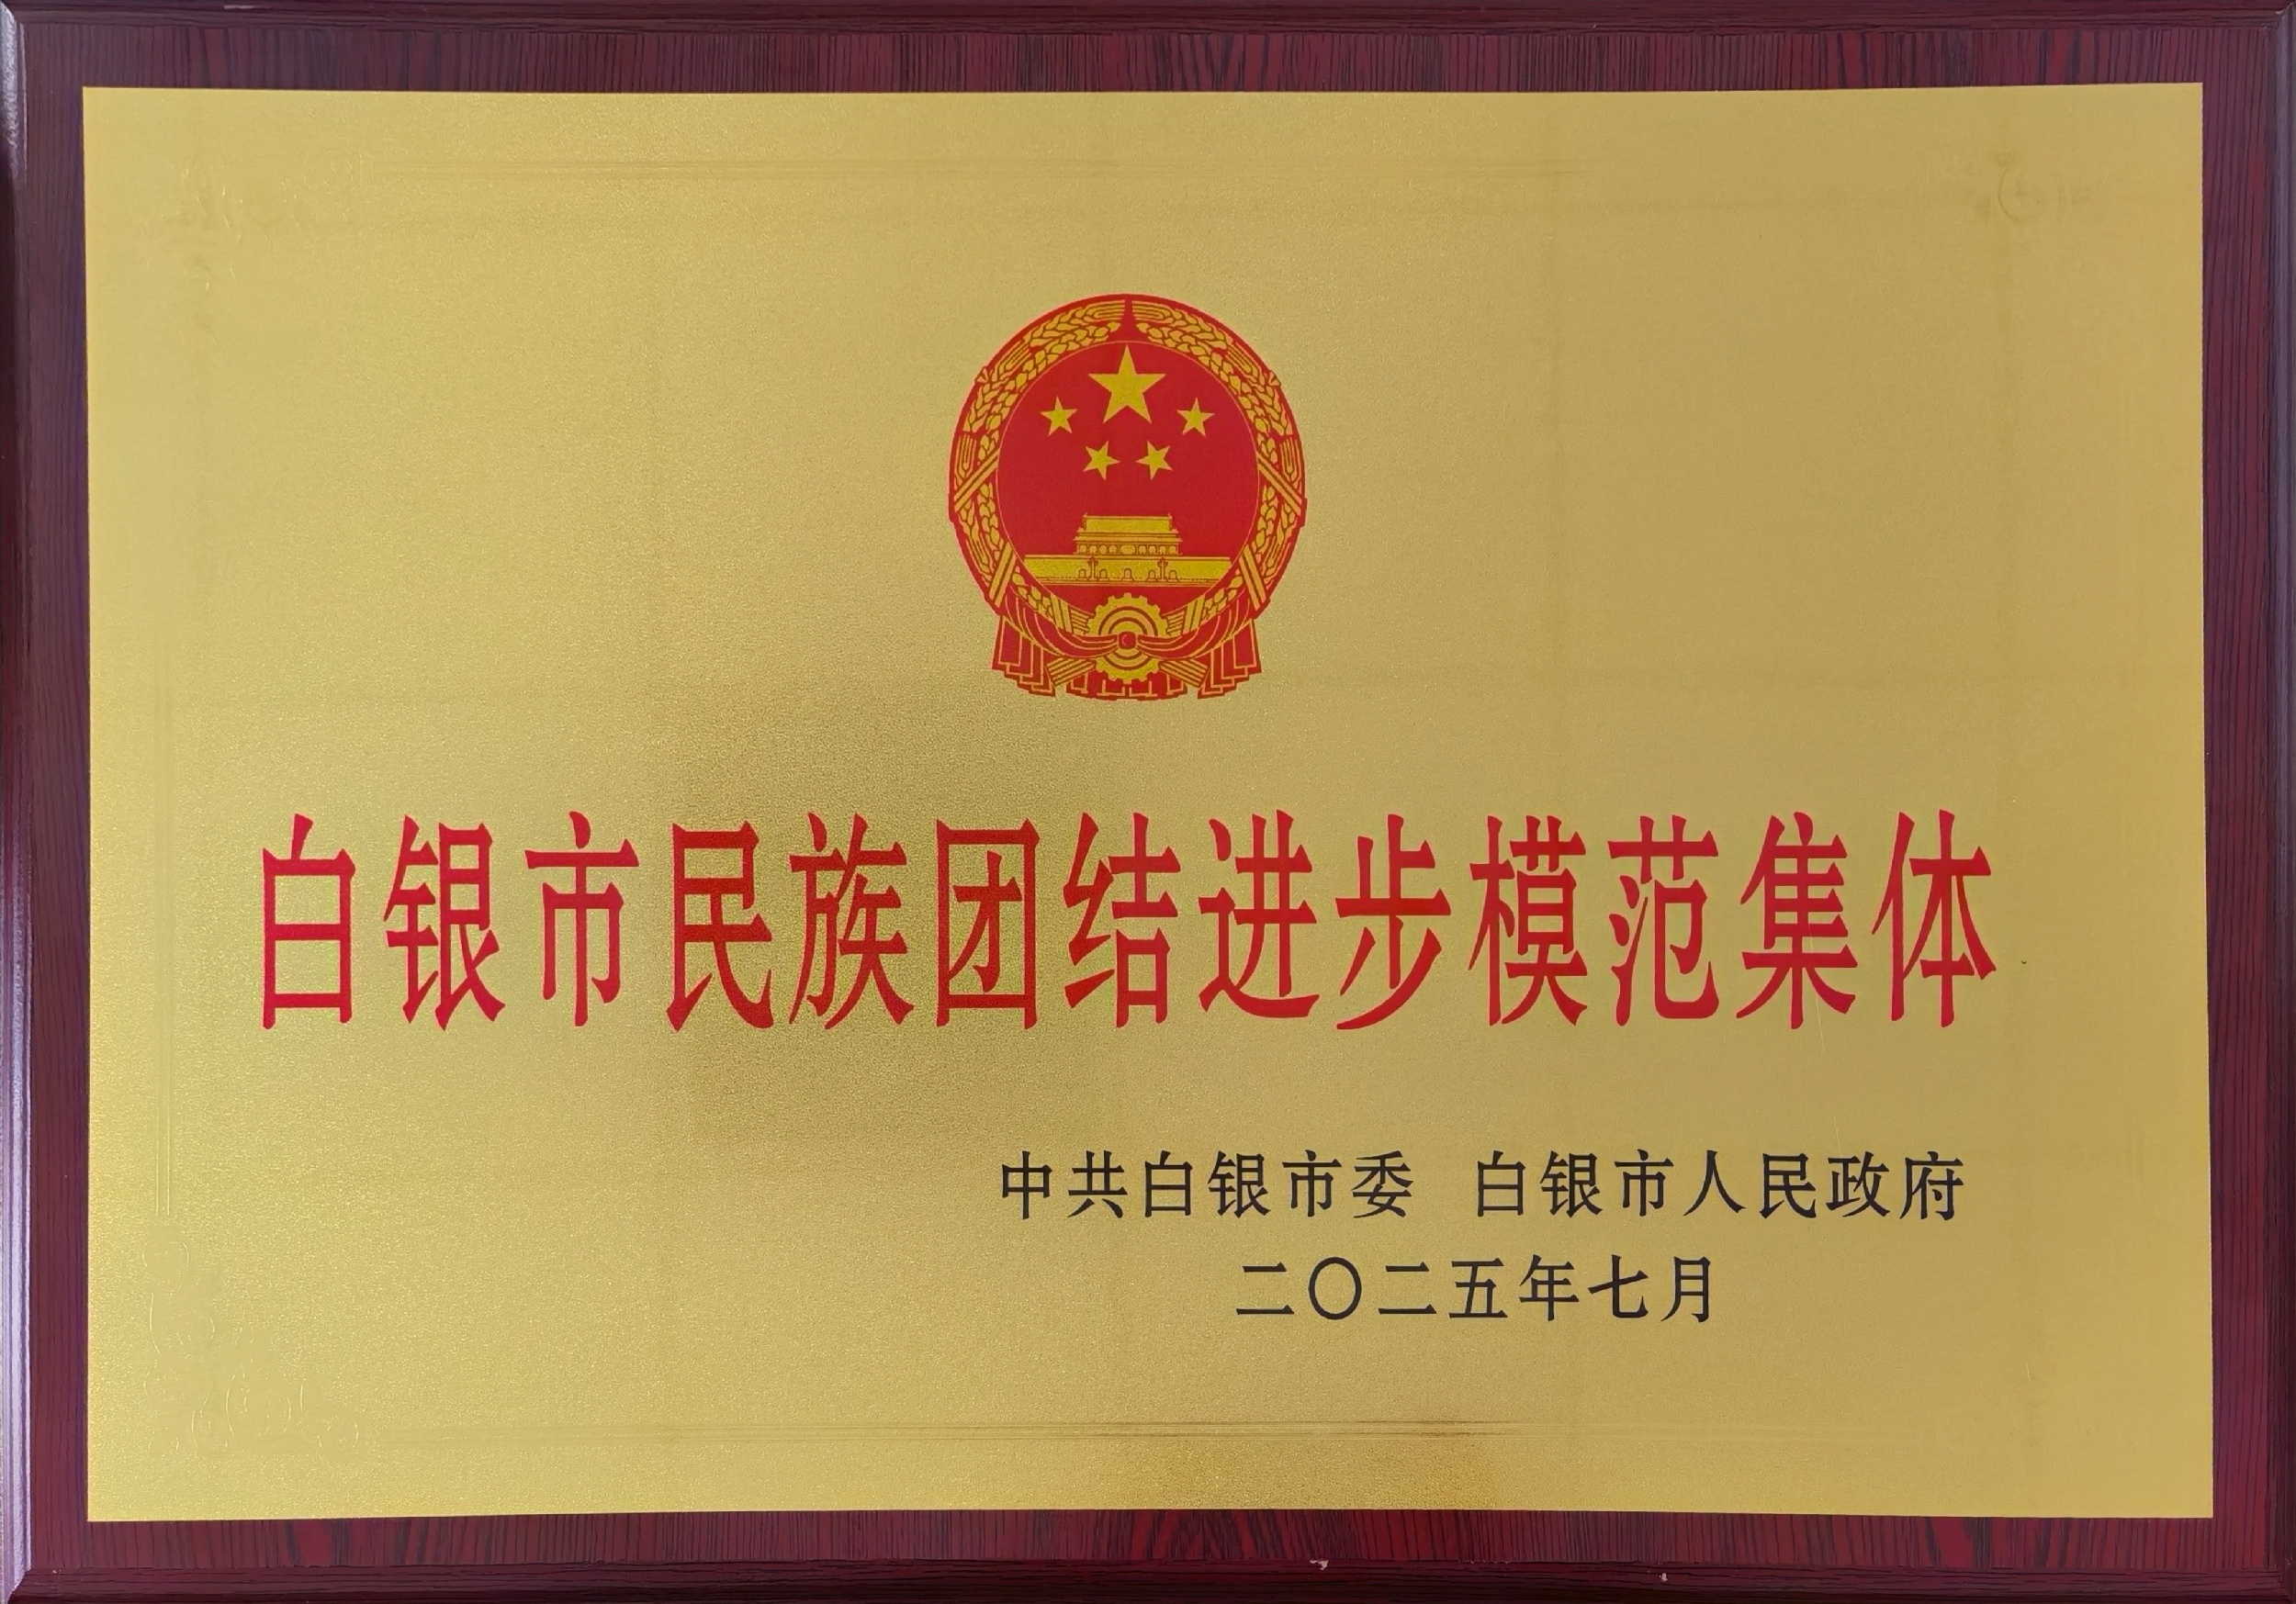 白银市民族团结进步模范集体
中共白银市委 白银市人民政府
二〇二五年七月